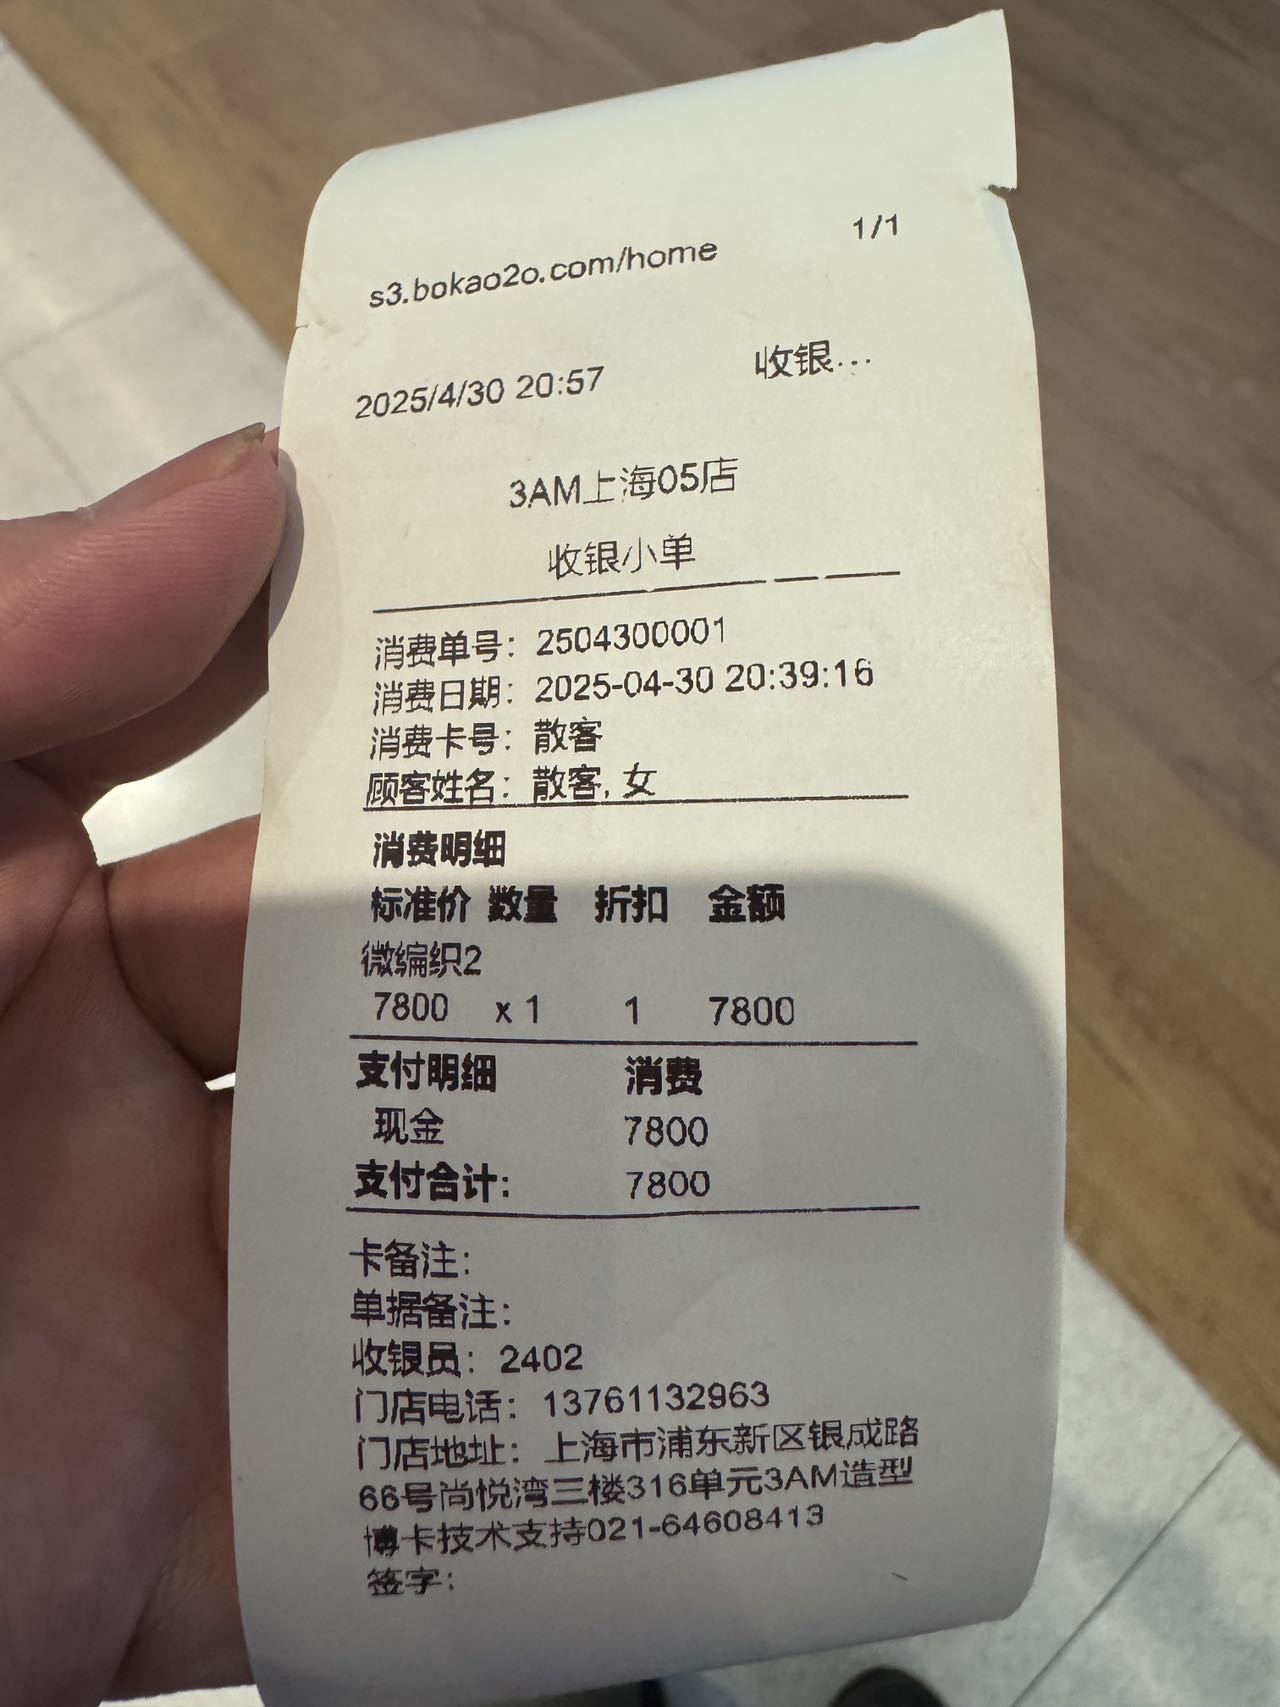 s3.bokao2o.com/home 1/1
2025/4/30 20:57 收银...
3AM上海05店
收银小单
消费单号：2504300001
消费日期：2025-04-30 20:39:16
消费卡号：散客
顾客姓名：散客, 女
消费明细
标准价 数量 折扣 金额
微编织2
7800 x 1 1 7800
支付明细 消费
现金 7800
支付合计: 7800
卡备注:
单据备注:
收银员：2402
门店电话：13761132963
门店地址：上海市浦东新区银成路
66号尚悦湾三楼316单元3AM造型
博卡技术支持021-64608413
签字: